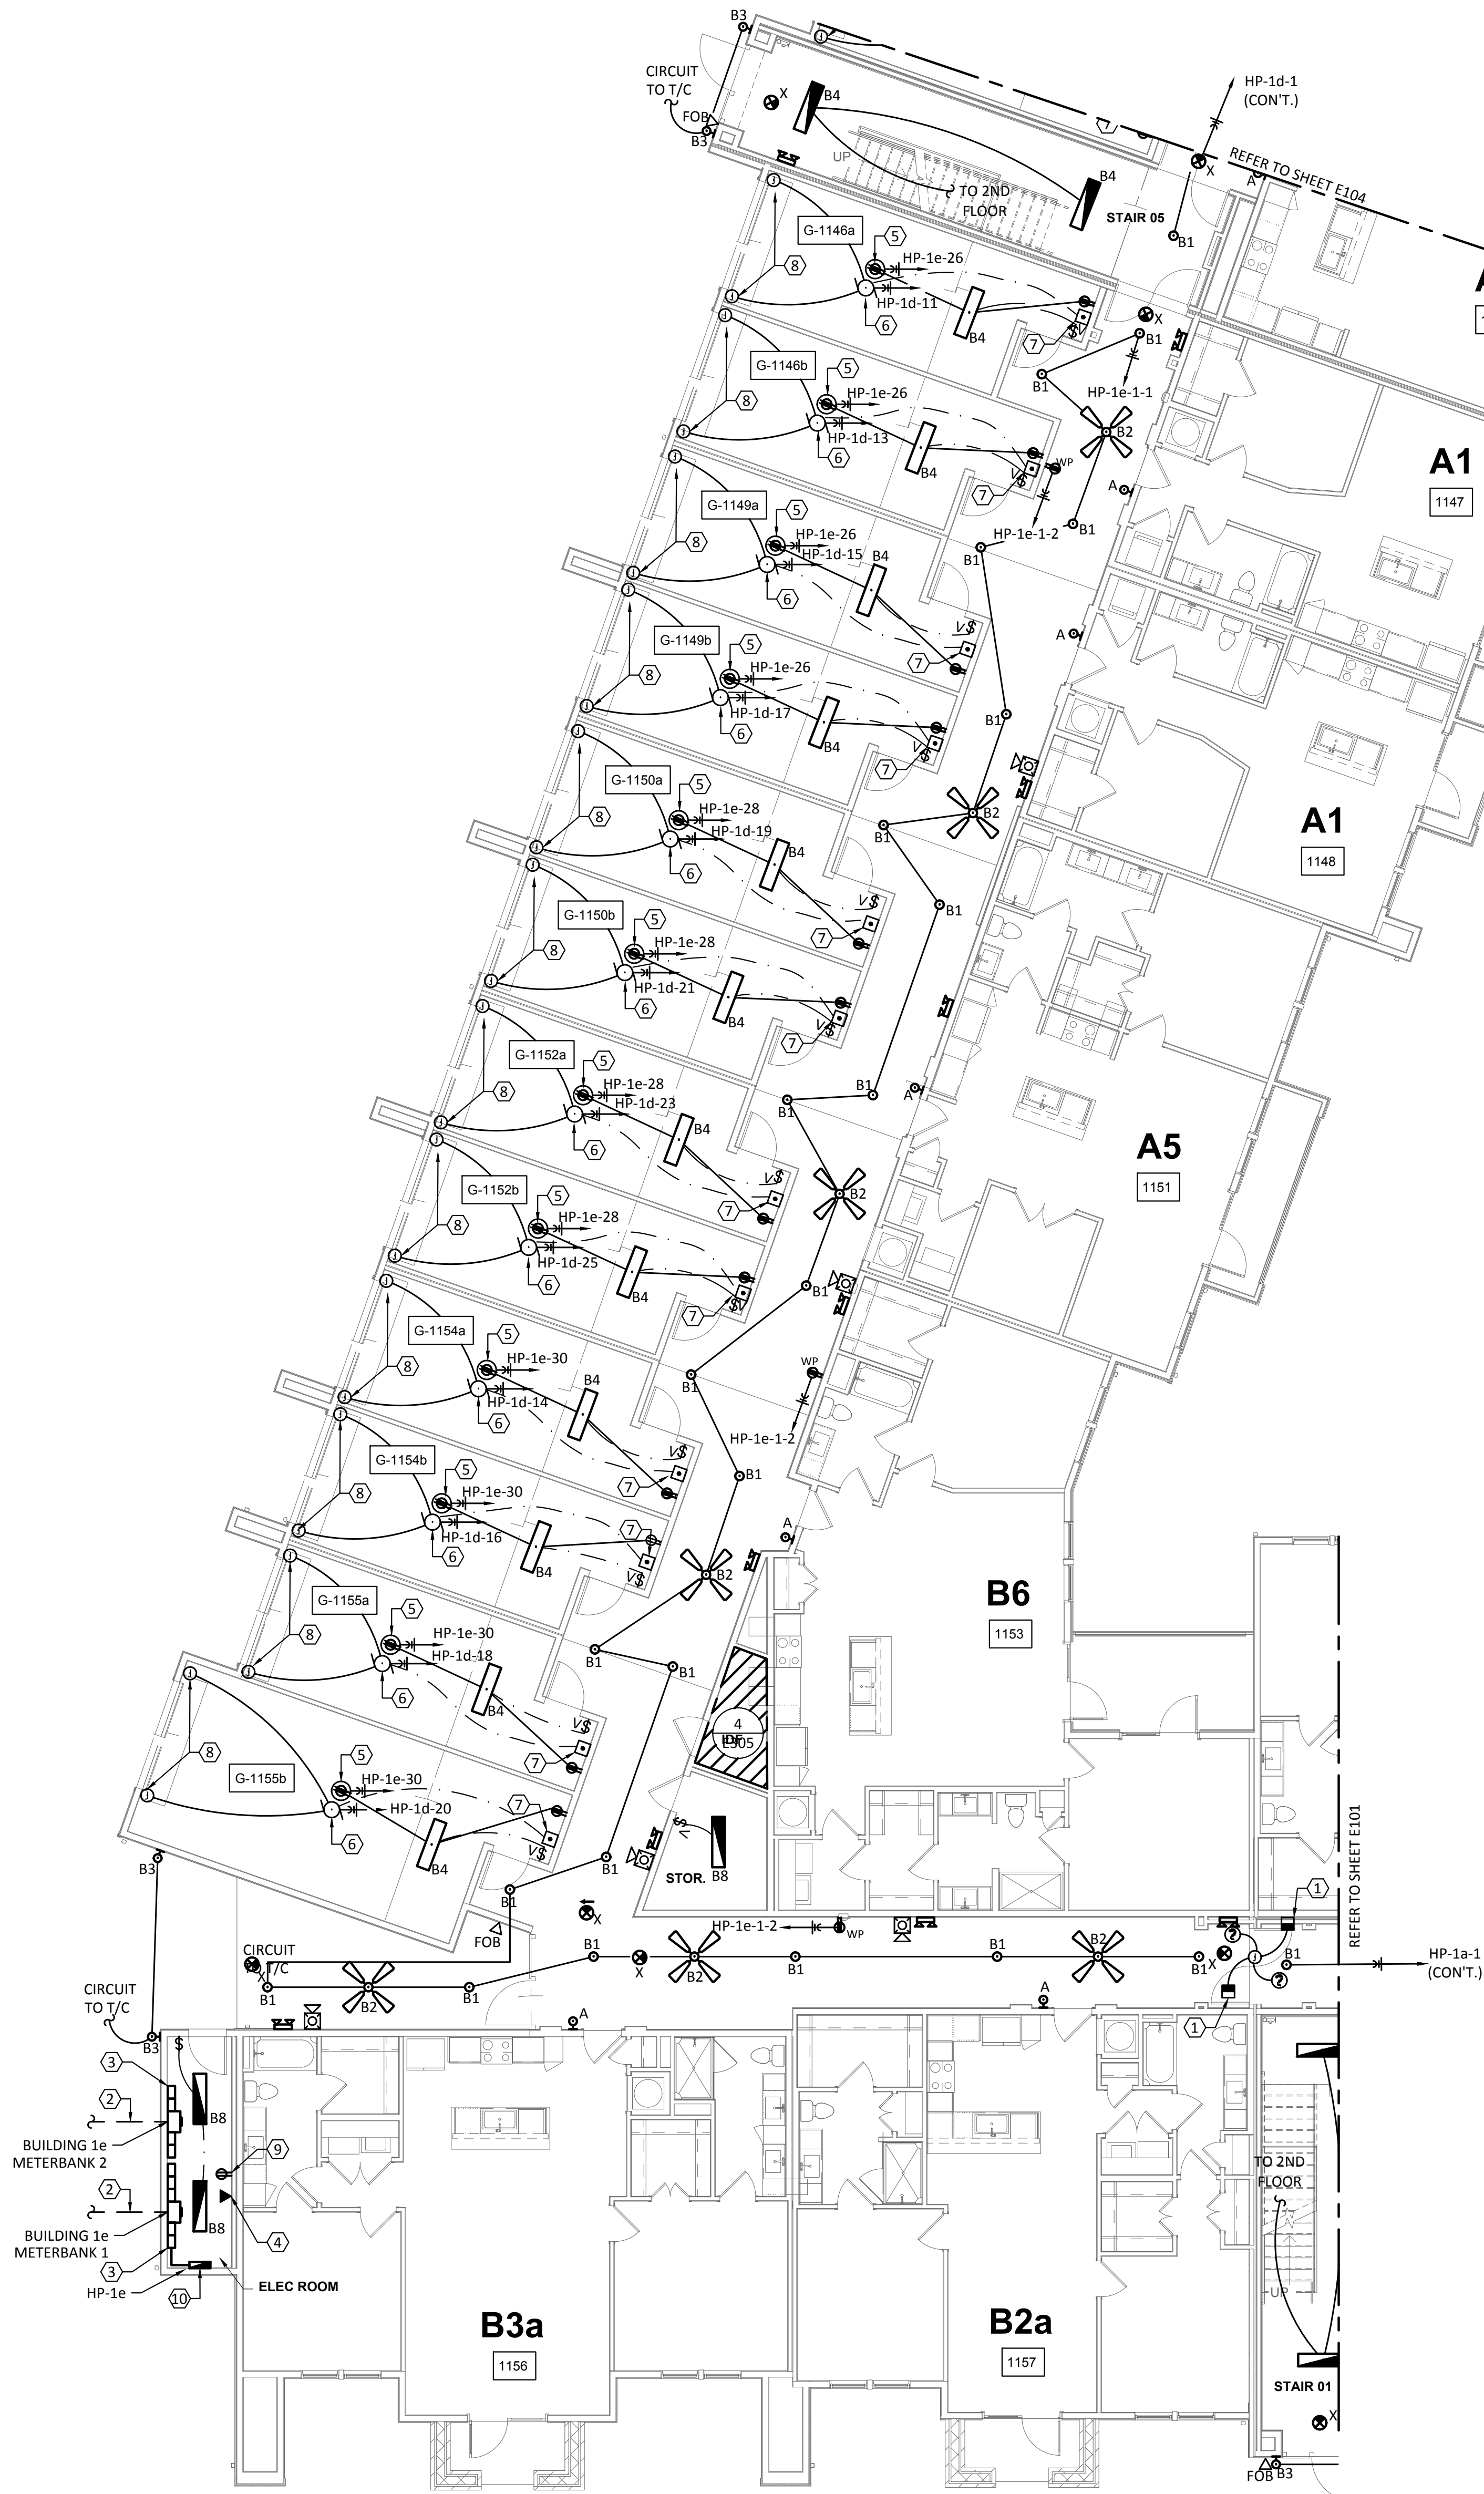 B3
CIRCUIT
TO T/C
FOB
B3
X
B4
UP
TO 2ND
FLOOR
B4
STAIR 05
HP-1d-1
(CON'T.)
X
REFER TO SHEET E104
A
B1
7
G-1146a
5
HP-1e-26
8
HP-1d-11
6
B4
7
$
X
B1
B1
HP-1e-1-1
B2
G-1146b
5
HP-1e-26
8
HP-1d-13
6
B4
7
V$
WP
A
A1
1147
B1
HP-1e-1-2
B1
G-1149a
5
HP-1e-26
8
HP-1d-15
6
B4
V$
7
A
G-1149b
5
HP-1e-26
8
HP-1d-17
6
B4
V$
7
B1
A1
1148
G-1150a
5
HP-1e-28
8
HP-1d-19
6
B4
V$
7
B2
B1
B1
G-1150b
5
HP-1e-28
8
HP-1d-21
6
B4
V$
7
G-1152a
5
HP-1e-28
8
HP-1d-23
6
B4
V$
7
B1
B1
A
A5
1151
B2
G-1152b
5
HP-1e-28
8
HP-1d-25
6
B4
$
7
B1
G-1154a
5
HP-1e-30
8
HP-1d-14
6
B4
V$
7
B1
WP
HP-1e-1-2
B1
G-1154b
5
HP-1e-30
8
HP-1d-16
6
B4
7
V$
A
B2
B6
1153
G-1155a
5
HP-1e-30
8
HP-1d-18
6
B4
V$
7
B1
B1
4
IDF
E305
G-1155b
5
HP-1e-30
8
HP-1d-20
6
B4
7
V$
B3
$
STOR.
B8
B1
B1
FOB
X
HP-1e-1-2
WP
1
REFER TO SHEET E101
CIRCUIT
TO T/C
X
B1
B2
B1
B1
X
B2
B1
B1
B2
B1
X
?
?
B1
HP-1a-1
(CON'T.)
CIRCUIT
TO T/C
B3
A
A
1
$
3
2
B8
BUILDING 1e
METERBANK 2
9
2
B8
BUILDING 1e
METERBANK 1
4
3
HP-1e
10
ELEC ROOM
B3a
1156
B2a
1157
TO 2ND
FLOOR
UP
STAIR 01
X
FOB
B3